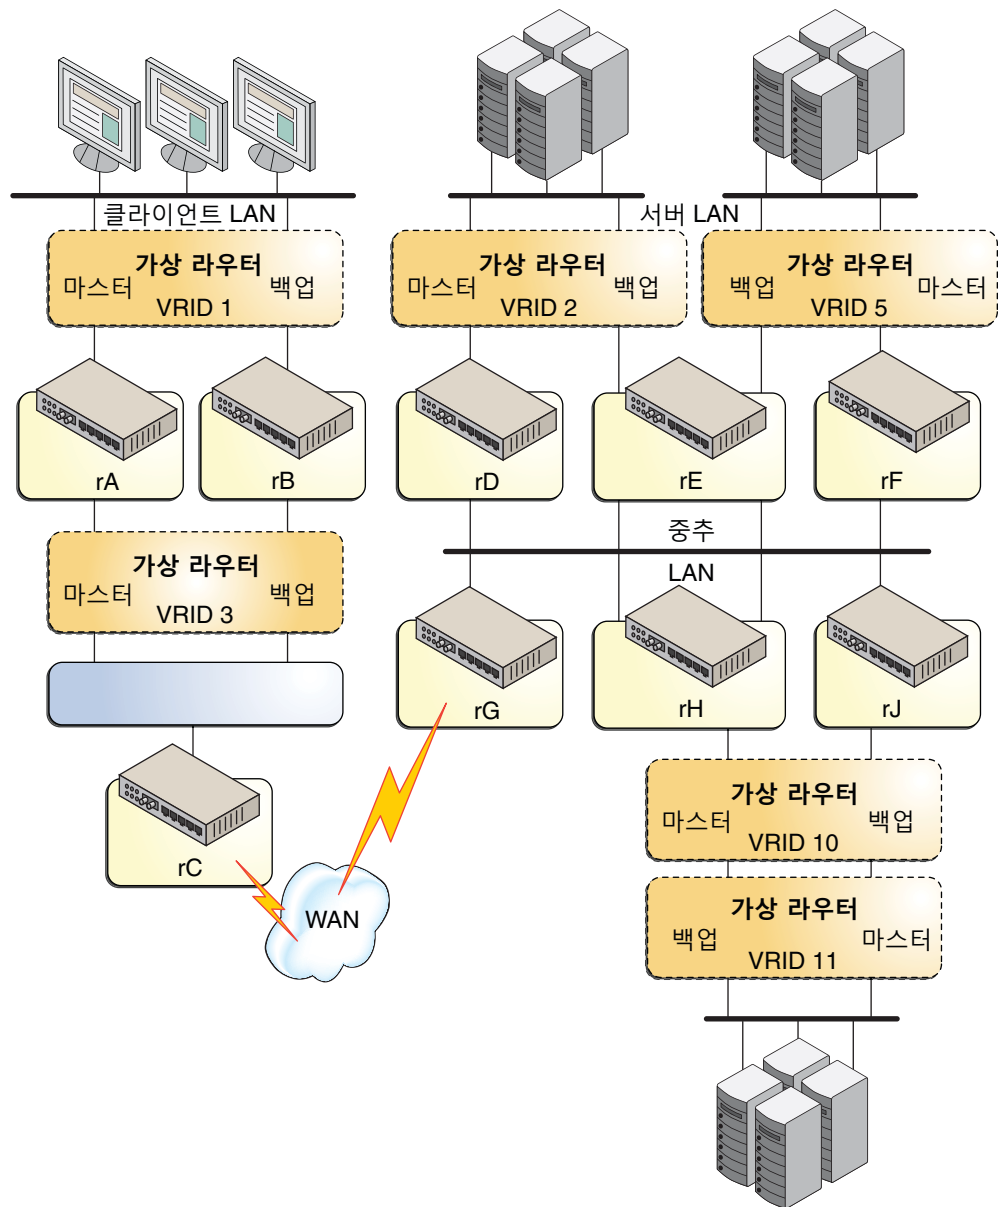 클라이언트 LAN
서버 LAN
가상 라우터
마스터
백업
VRID 1
가상 라우터
마스터
백업
VRID 2
가상 라우터
백업
마스터
VRID 5
rA
rB
rD
rE
rF
중추
LAN
가상 라우터
마스터
백업
VRID 3
rG
rH
rJ
rC
WAN
가상 라우터
마스터
백업
VRID 10
가상 라우터
백업
마스터
VRID 11